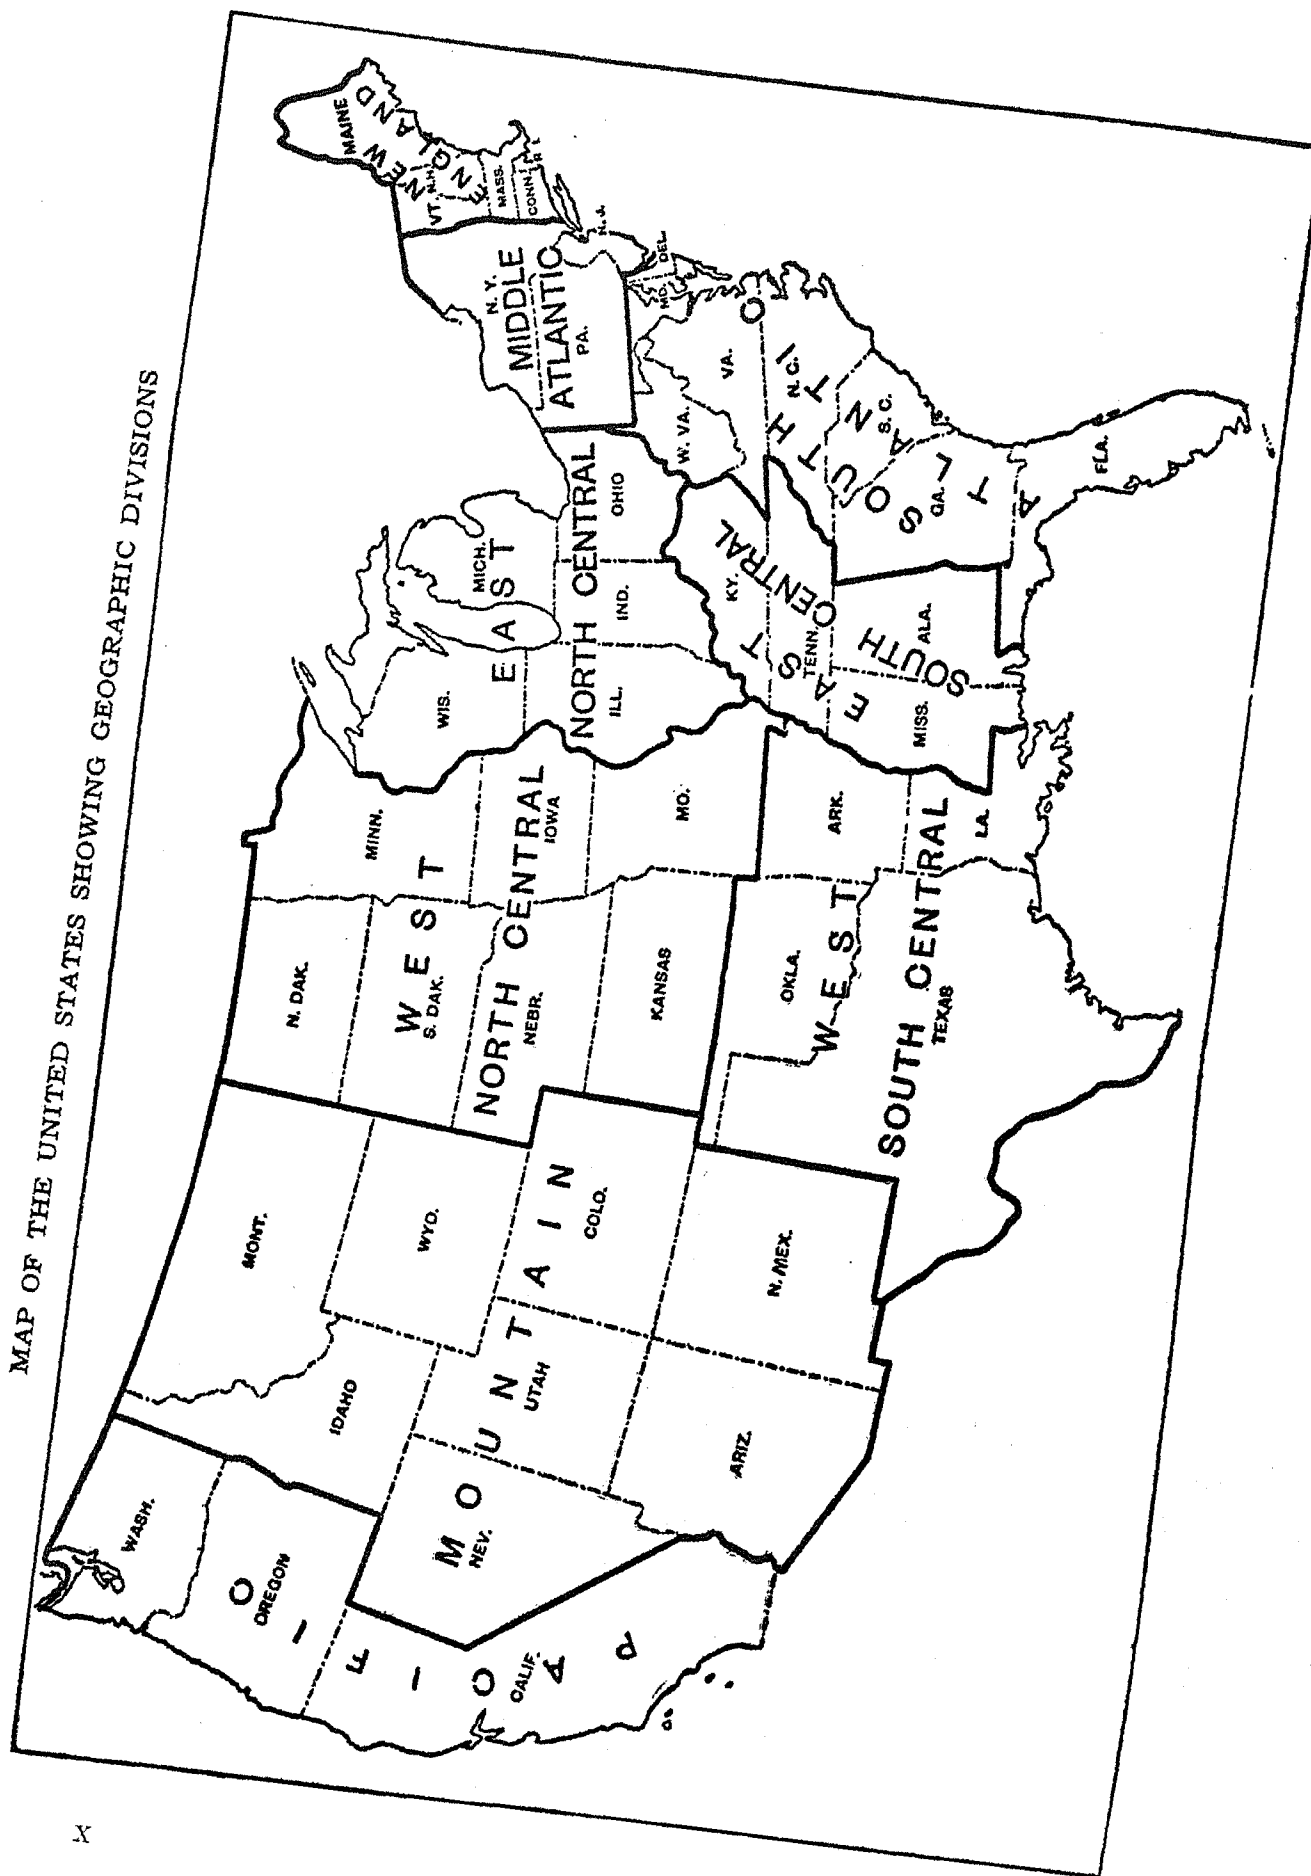 MAP OF THE UNITED STATES SHOWING GEOGRAPHIC DIVISIONS
PACIFIC
WASH.
OREGON
CALIF.
MOUNTAIN
MONT.
IDAHO
WYO.
NEV.
UTAH
COLO.
ARIZ.
N. MEX.
WEST
NORTH CENTRAL
N. DAK.
S. DAK.
NEBR.
KANSAS
MINN.
IOWA
MO.
WEST
SOUTH CENTRAL
OKLA.
TEXAS
ARK.
LA.
EAST
NORTH CENTRAL
WIS.
MICH.
ILL.
IND.
OHIO
EAST
SOUTH CENTRAL
KY.
TENN.
MISS.
ALA.
SOUTH
ATLANTIC
W. VA.
VA.
MD.
DEL.
N. C.
S. C.
GA.
FLA.
MIDDLE
ATLANTIC
N. Y.
PA.
N. J.
NEW
ENGLAND
MAINE
VT.
N.H.
MASS.
CONN.
R. I.
X